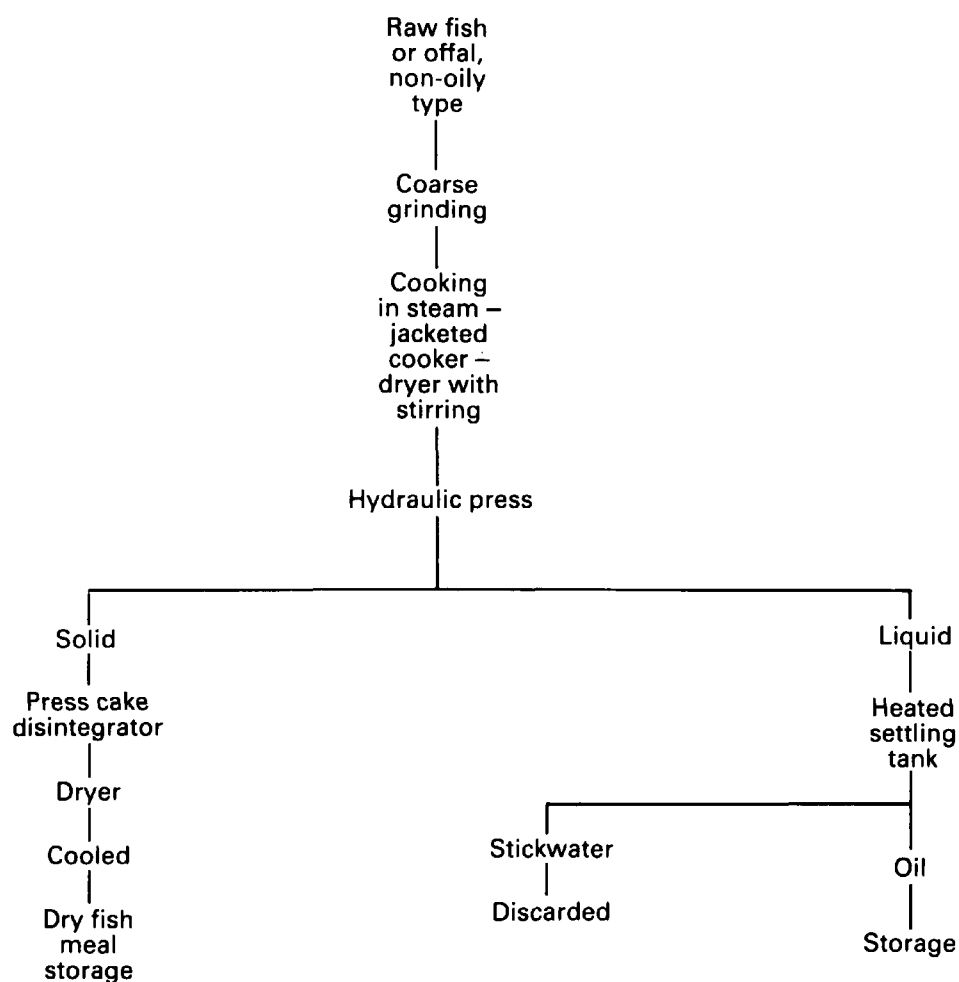 Raw fish
or offal,
non-oily
type
Coarse
grinding
Cooking
in steam –
jacketed
cooker –
dryer with
stirring
Hydraulic press
Solid
Press cake
disintegrator
Dryer
Cooled
Dry fish
meal
storage
Liquid
Heated
settling
tank
Stickwater
Discarded
Oil
Storage